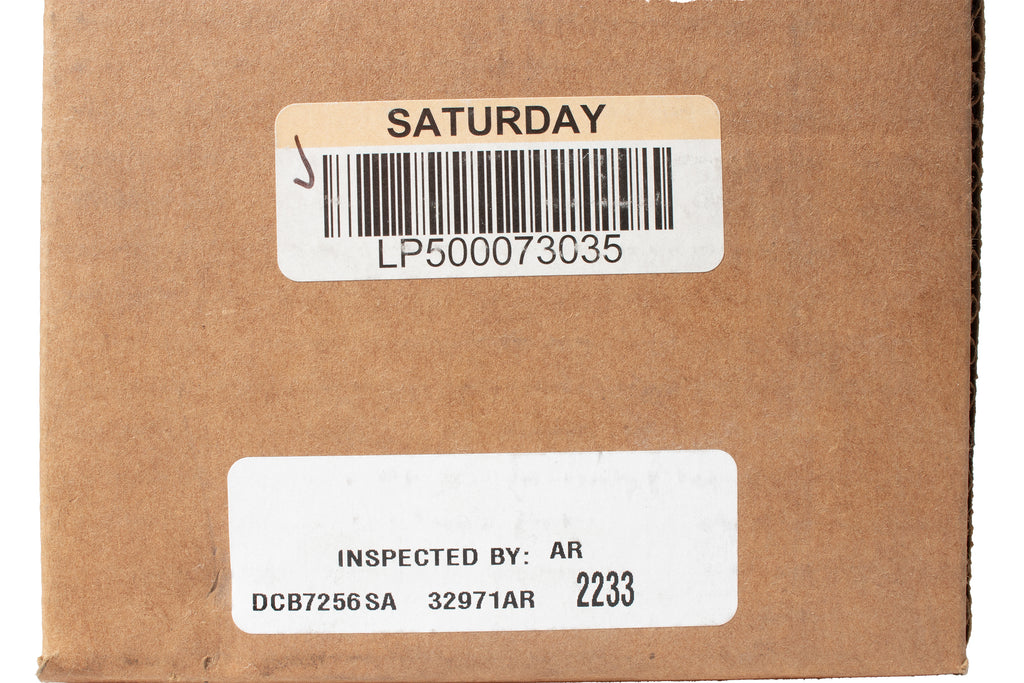 SATURDAY
LP500073035
INSPECTED BY: AR
DCB7256SA 32971AR 2233